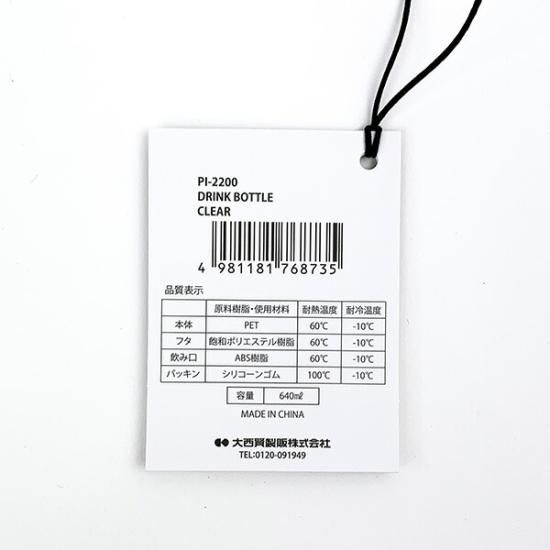 PI-2200
DRINK BOTTLE
CLEAR
4 981181 768735
品質表示
原料樹脂・使用材料 耐熱温度 耐冷温度
本体 PET 60℃ -10℃
フタ 飽和ポリエステル樹脂 60℃ -10℃
飲み口 ABS樹脂 60℃ -10℃
パッキン シリコーンゴム 100℃ -10℃
容量 640㎖
MADE IN CHINA
大西賢製販株式会社
TEL:0120-091949